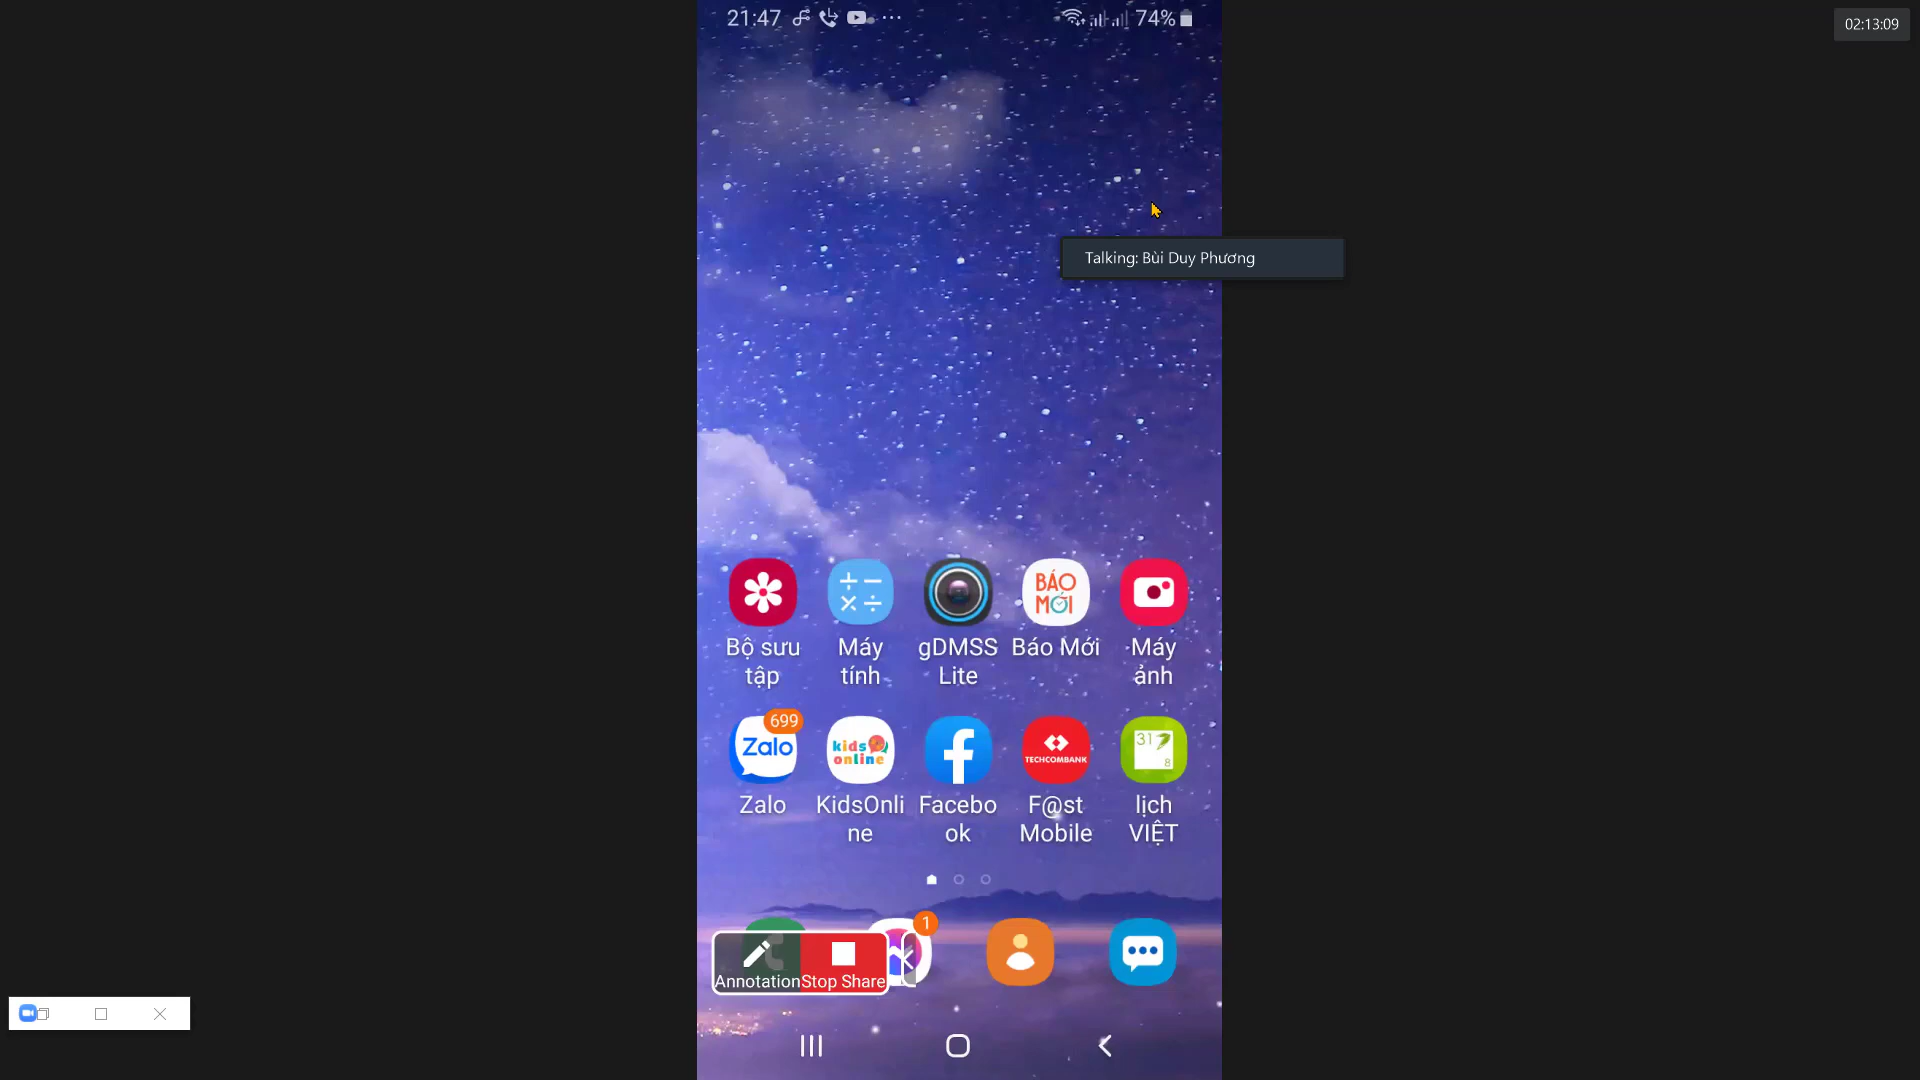 21:47
74%
02:13:09
Talking: Bùi Duy Phương
BÁO
MỚI
Bộ sưu
tập
Máy
tính
gDMSS
Lite
Báo Mới
Máy
ảnh
699
Zalo
kids
online
TECHCOMBANK
31
8
Zalo
KidsOnli
ne
Facebo
ok
F@st
Mobile
lịch
VIỆT
1
Annotation
Stop Share